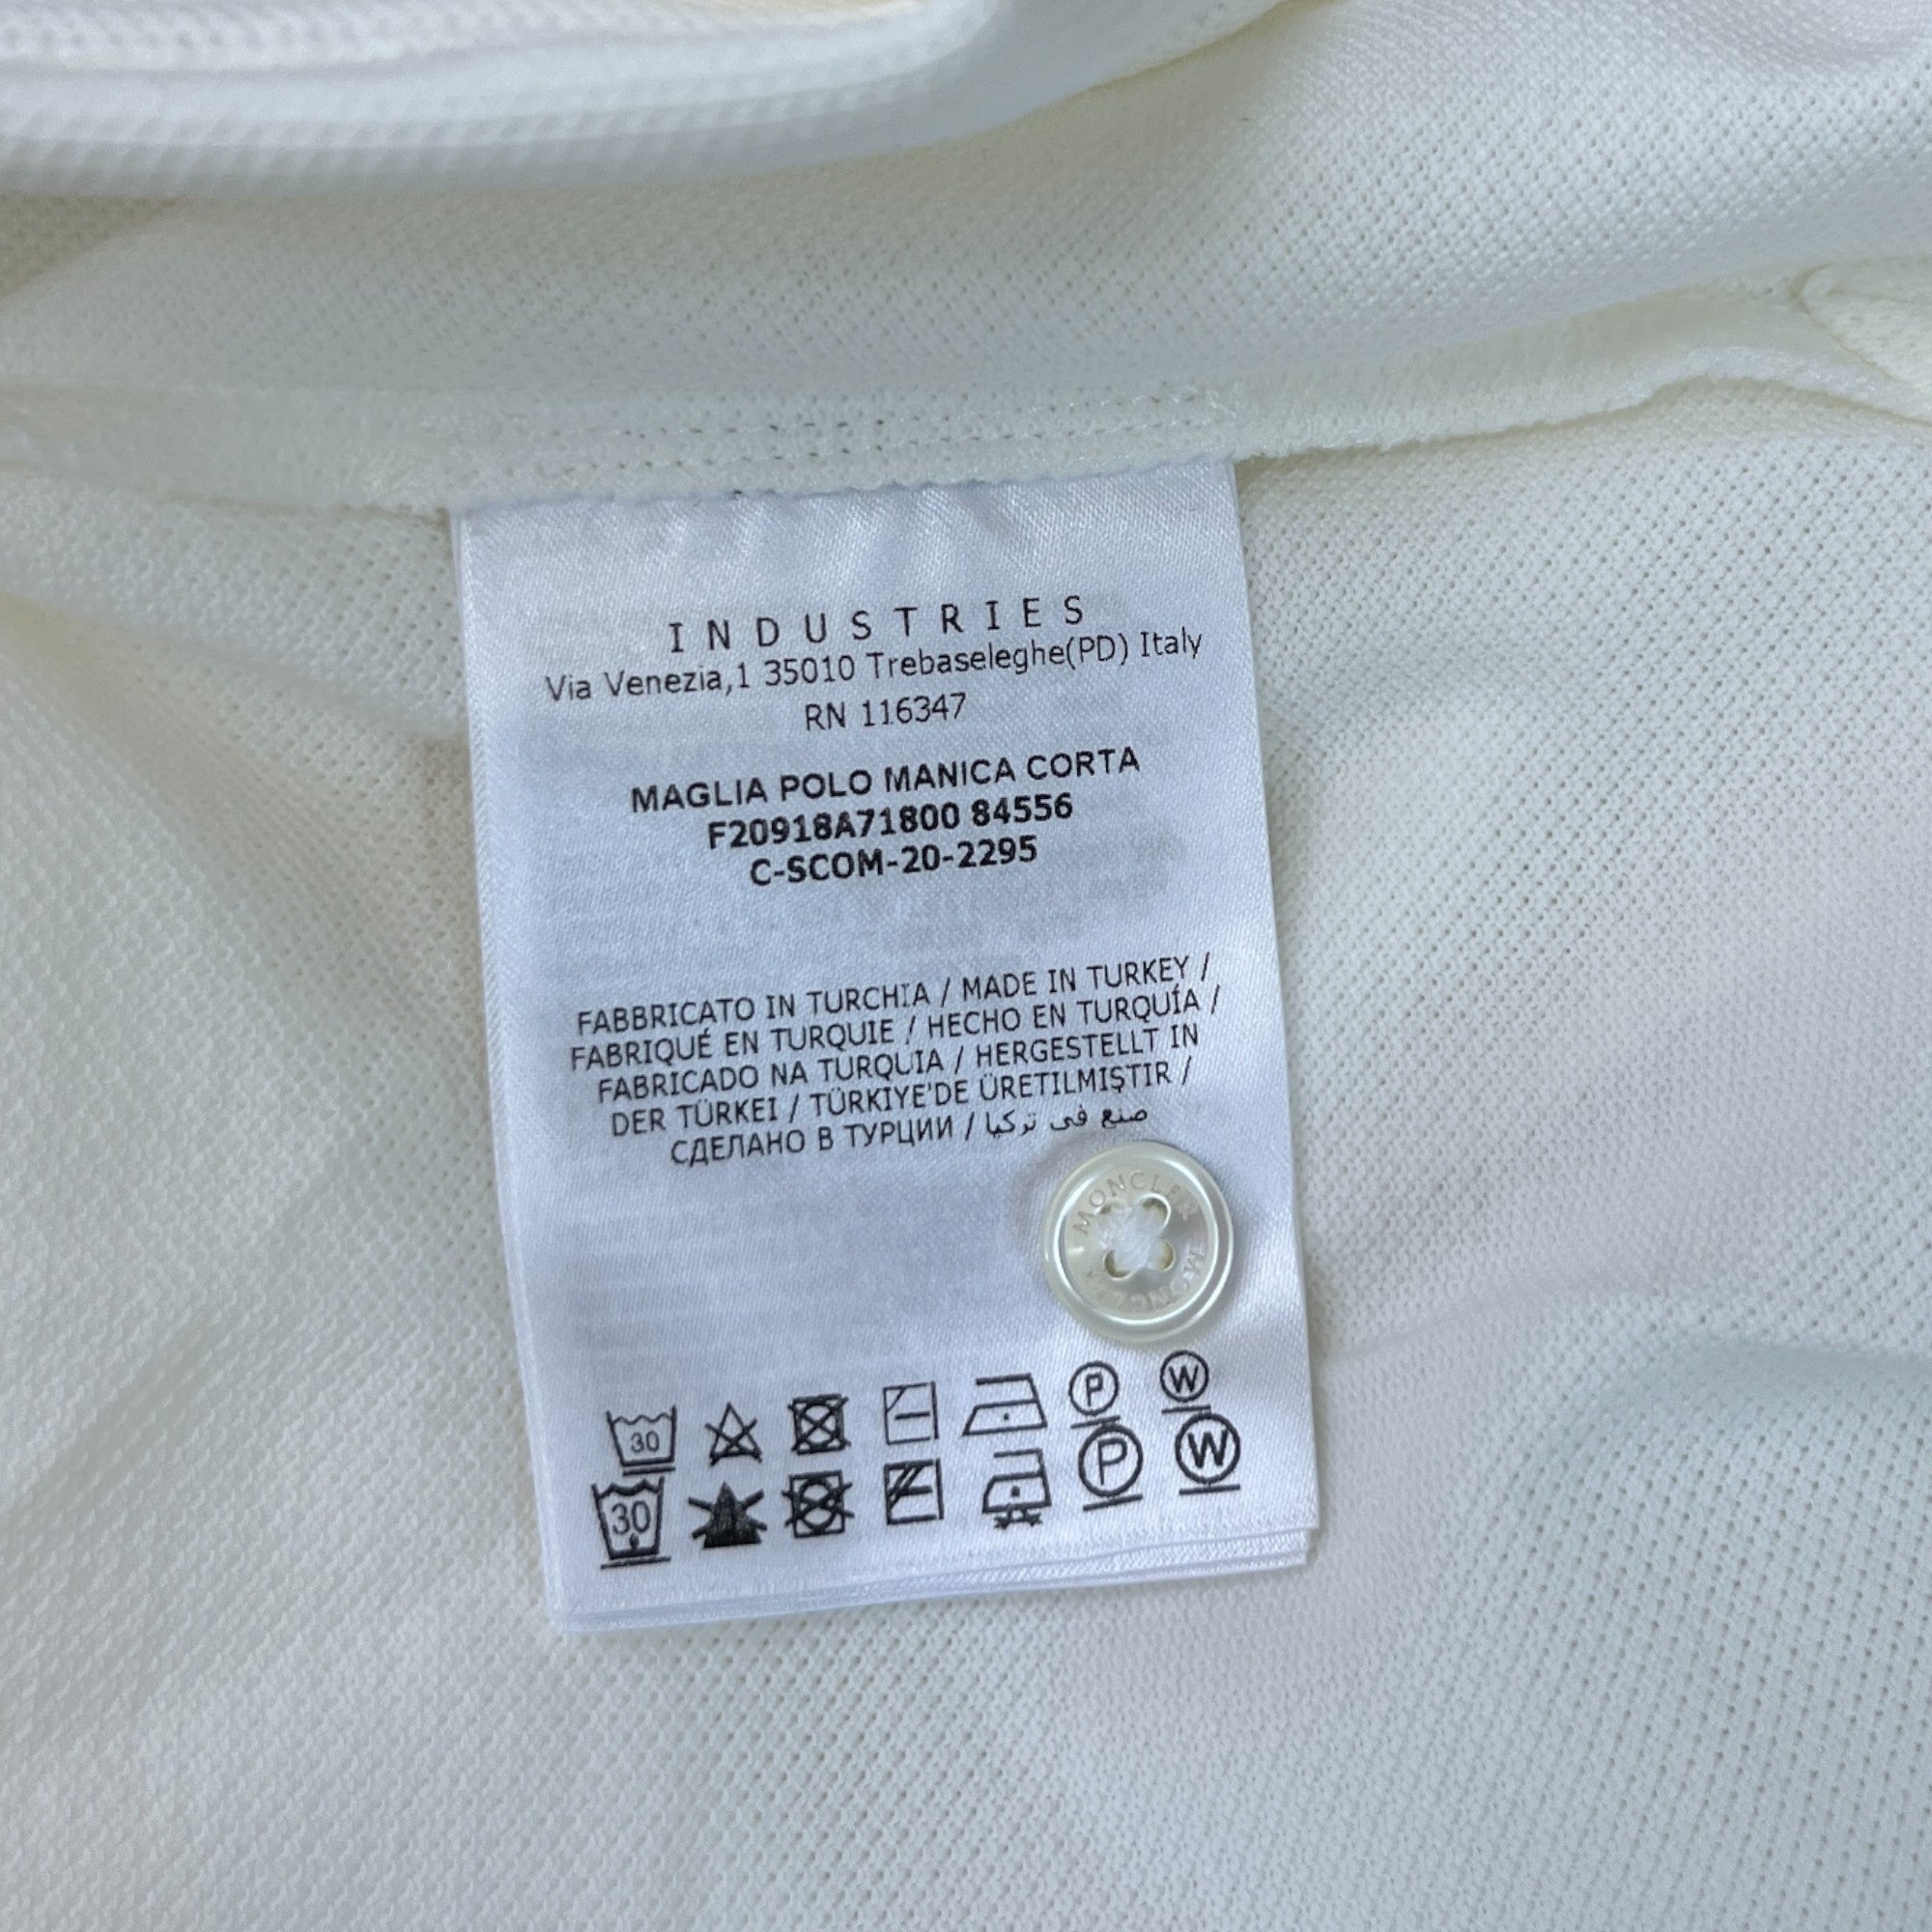 INDUSTRIES
Via Venezia,1 35010 Trebaseleghe(PD) Italy
RN 116347
MAGLIA POLO MANICA CORTA
F20918A71800 84556
C-SCOM-20-2295
FABBRICATO IN TURCHIA / MADE IN TURKEY /
FABRIQUÉ EN TURQUIE / HECHO EN TURQUÍA /
FABRICADO NA TURQUIA / HERGESTELLT IN
DER TÜRKEI / TÜRKIYE'DE ÜRETILMIŞTIR /
СДЕЛАНО В ТУРЦИИ / صنع في تركيا
MONCLER
30 P W
30 P W